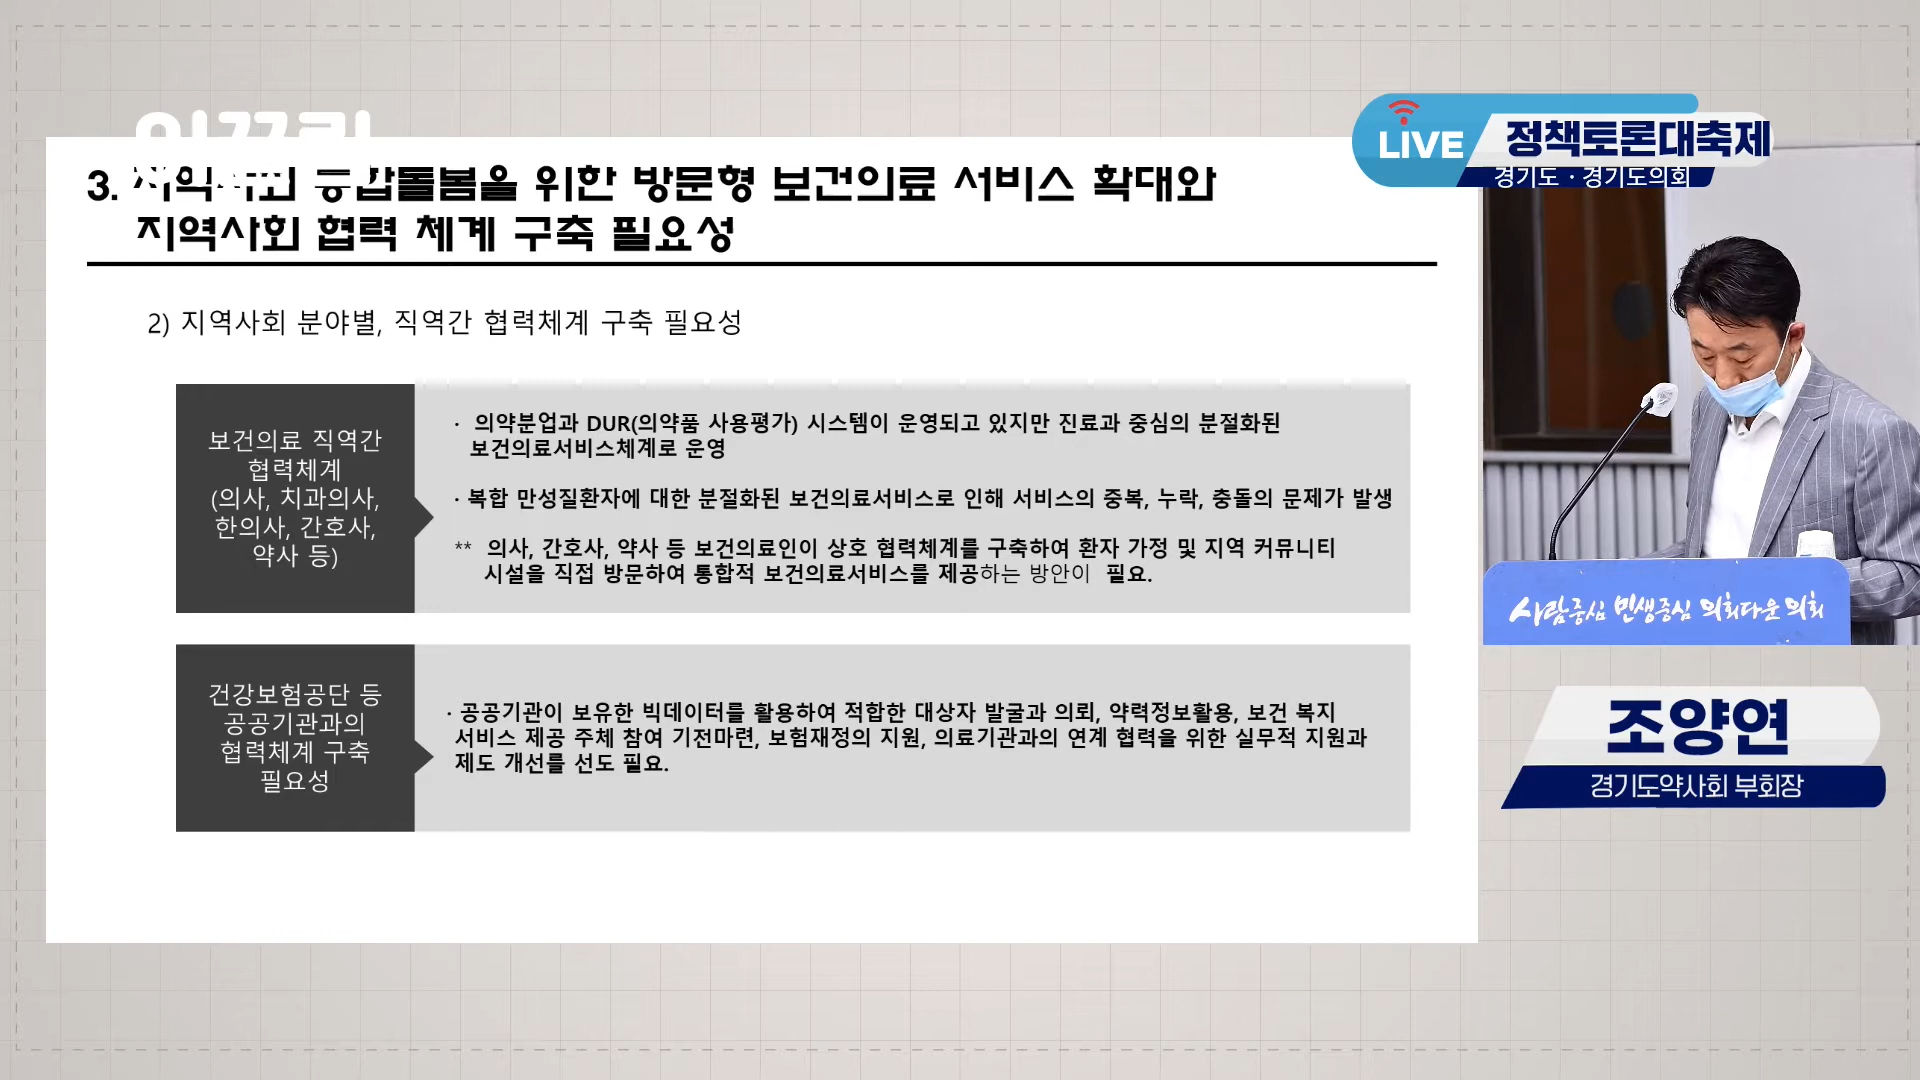 LIVE
정책토론대축제
경기도 · 경기도의회
3. 지역사회 통합돌봄을 위한 방문형 보건의료 서비스 확대와
지역사회 협력 체계 구축 필요성
2) 지역사회 분야별, 직역간 협력체계 구축 필요성
보건의료 직역간
협력체계
(의사, 치과의사,
한의사, 간호사,
약사 등)
· 의약분업과 DUR(의약품 사용평가) 시스템이 운영되고 있지만 진료과 중심의 분절화된
보건의료서비스체계로 운영
· 복합 만성질환자에 대한 분절화된 보건의료서비스로 인해 서비스의 중복, 누락, 충돌의 문제가 발생
** 의사, 간호사, 약사 등 보건의료인이 상호 협력체계를 구축하여 환자 가정 및 지역 커뮤니티
시설을 직접 방문하여 통합적 보건의료서비스를 제공하는 방안이 필요.
건강보험공단 등
공공기관과의
협력체계 구축
필요성
· 공공기관이 보유한 빅데이터를 활용하여 적합한 대상자 발굴과 의뢰, 약력정보활용, 보건 복지
서비스 제공 주체 참여 기전마련, 보험재정의 지원, 의료기관과의 연계 협력을 위한 실무적 지원과
제도 개선를 선도 필요.
사람중심 민생중심 의회다운 의회
조양연
경기도약사회 부회장